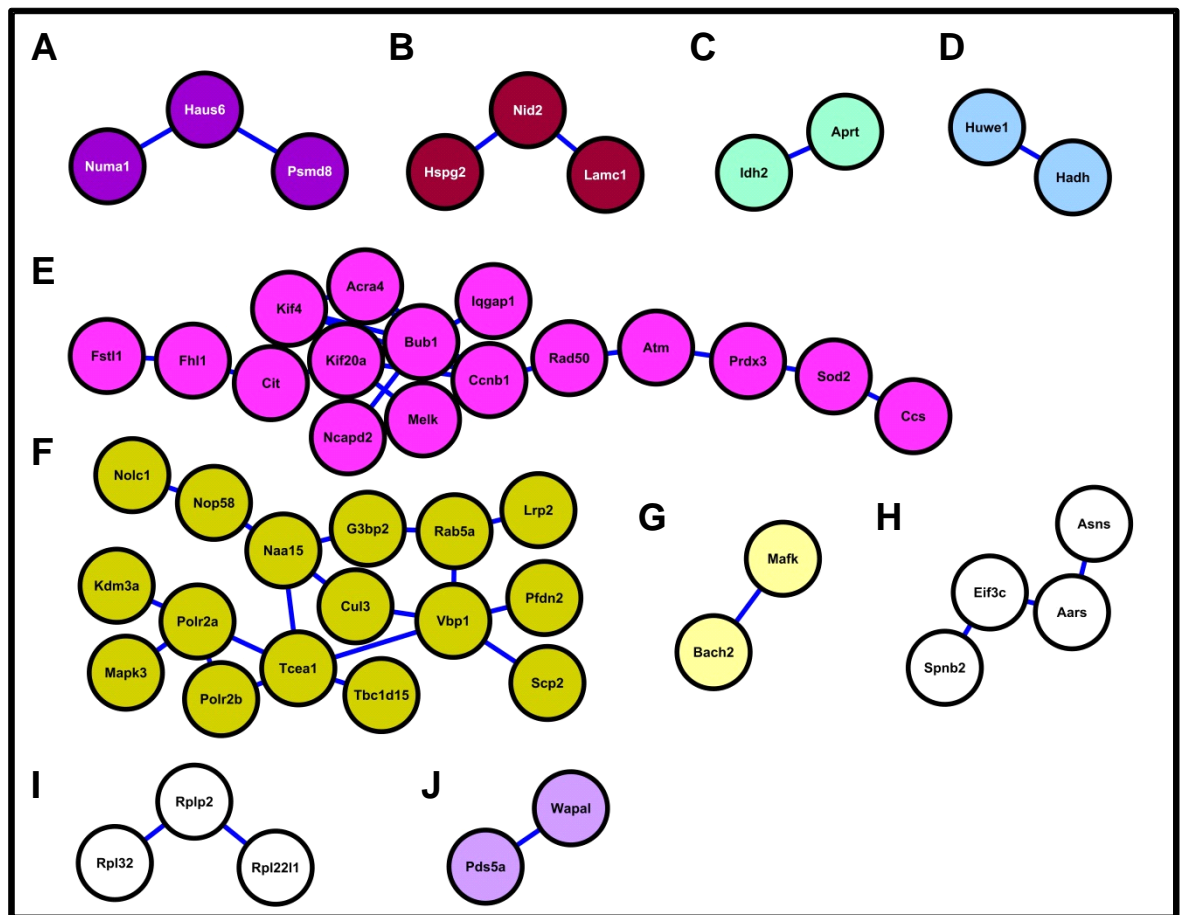 A
B
C
D
Haus6
Numa1
Psmd8
Nid2
Hspg2
Lamc1
Aprt
Idh2
Huwe1
Hadh
E
Acra4
Kif4
Iqgap1
Bub1
Fstl1
Fhl1
Cit
Kif20a
Ccnb1
Rad50
Atm
Prdx3
Sod2
Ccs
Melk
Ncapd2
F
Nolc1
Nop58
Naa15
G3bp2
Rab5a
Lrp2
Kdm3a
Polr2a
Cul3
Vbp1
Pfdn2
Mapk3
Polr2b
Tcea1
Tbc1d15
Scp2
G
Mafk
Bach2
H
Asns
Eif3c
Aars
Spnb2
I
Rplp2
Rpl32
Rpl22l1
J
Wapal
Pds5a